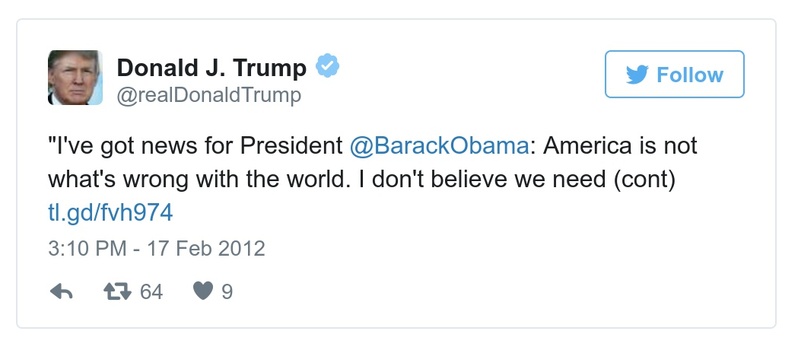 Donald J. Trump
@realDonaldTrump
Follow
"I've got news for President @BarackObama: America is not
what's wrong with the world. I don't believe we need (cont)
tl.gd/fvh974
3:10 PM - 17 Feb 2012
64 9